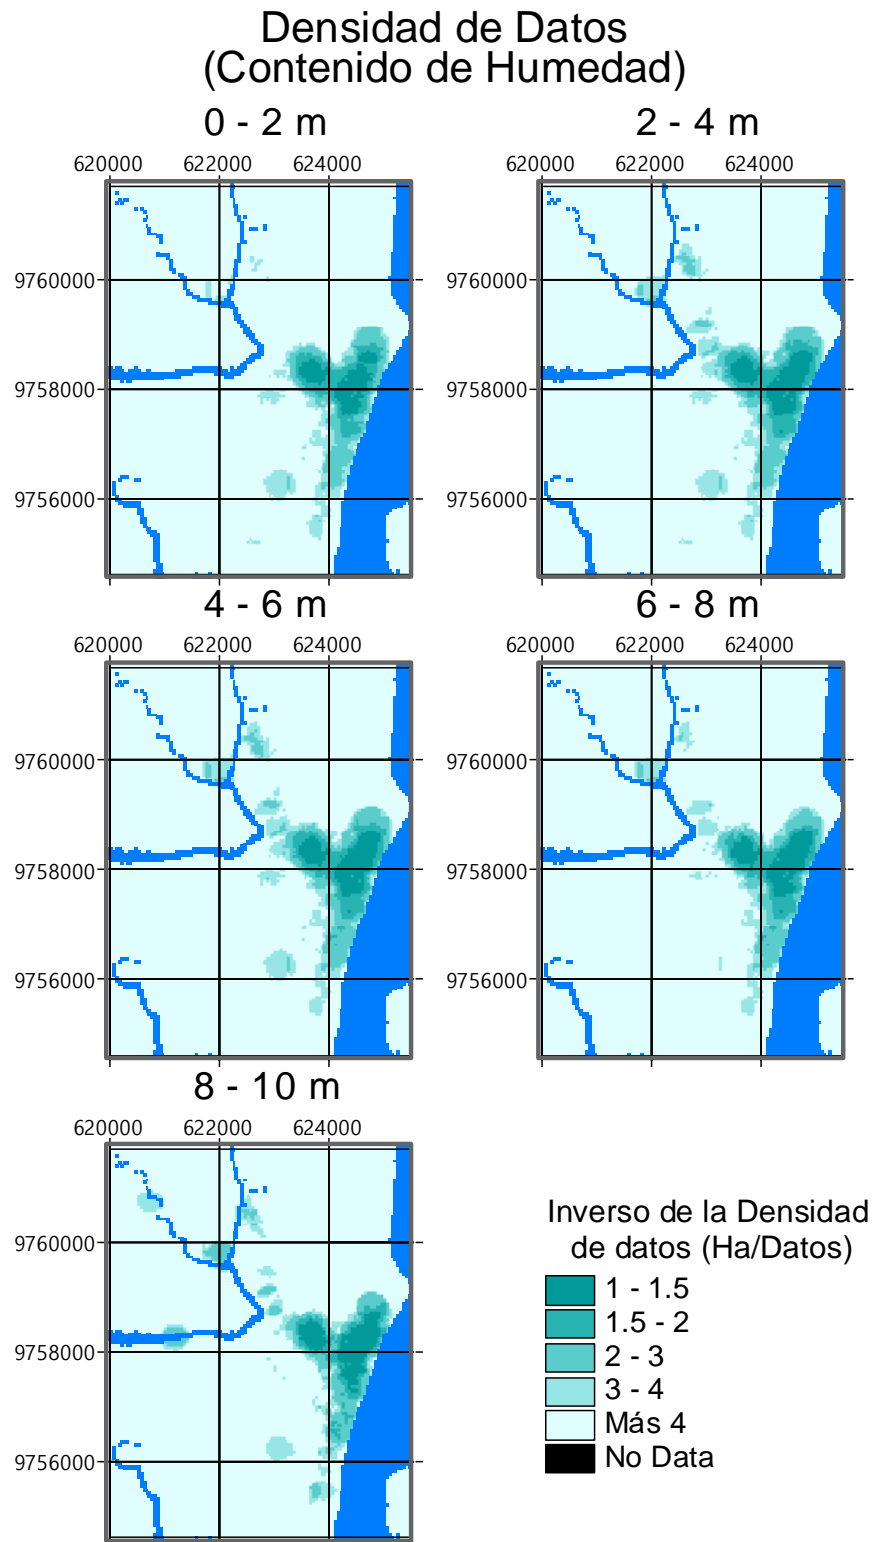 Densidad de Datos
(Contenido de Humedad)
0 - 2 m
620000 622000 624000
9760000
9758000
9756000
2 - 4 m
620000 622000 624000
9760000
9758000
9756000
4 - 6 m
620000 622000 624000
9760000
9758000
9756000
6 - 8 m
620000 622000 624000
9760000
9758000
9756000
8 - 10 m
620000 622000 624000
9760000
9758000
9756000
Inverso de la Densidad
de datos (Ha/Datos)
1 - 1.5
1.5 - 2
2 - 3
3 - 4
Más 4
No Data